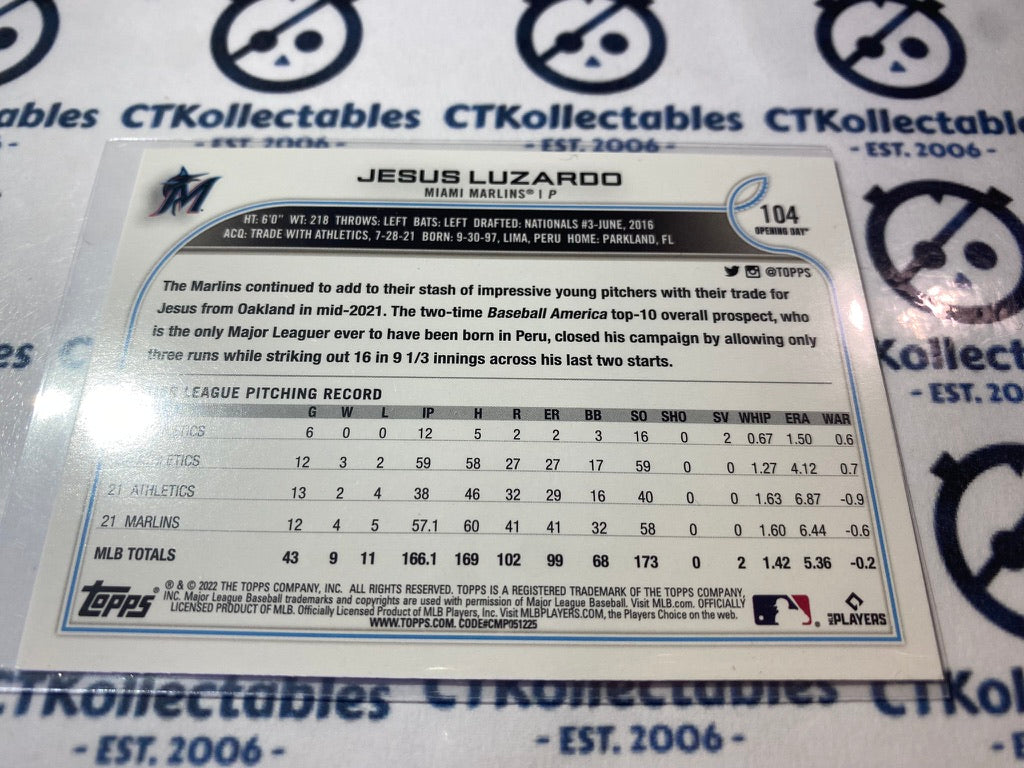 ables CTKollectables CTKollectables CTKollectable
- EST. 2006 - - EST. 2006 - - EST. 2006 -
JESUS LUZARDO
MIAMI MARLINS® | P
104
OPENING DAY®
HT: 6'0" WT: 218 THROWS: LEFT BATS: LEFT DRAFTED: NATIONALS #3-JUNE, 2016
ACQ: TRADE WITH ATHLETICS, 7-28-21 BORN: 9-30-97, LIMA, PERU HOME: PARKLAND, FL
@TOPPS
The Marlins continued to add to their stash of impressive young pitchers with their trade for
Jesus from Oakland in mid-2021. The two-time Baseball America top-10 overall prospect, who
is the only Major Leaguer ever to have been born in Peru, closed his campaign by allowing only
three runs while striking out 16 in 9 1/3 innings across his last two starts.
LEAGUE PITCHING RECORD
G W L IP H R ER BB SO SHO SV WHIP ERA WAR
6 0 0 12 5 2 2 3 16 0 2 0.67 1.50 0.6
12 3 2 59 58 27 27 17 59 0 0 1.27 4.12 0.7
21 ATHLETICS 13 2 4 38 46 32 29 16 40 0 0 1.63 6.87 -0.9
21 MARLINS 12 4 5 57.1 60 41 41 32 58 0 0 1.60 6.44 -0.6
MLB TOTALS 43 9 11 166.1 169 102 99 68 173 0 2 1.42 5.36 -0.2
Topps®
® & © 2022 THE TOPPS COMPANY, INC. ALL RIGHTS RESERVED. TOPPS IS A REGISTERED TRADEMARK OF THE TOPPS COMPANY,
INC. Major League Baseball trademarks and copyrights are used with permission of Major League Baseball. Visit MLB.com. OFFICIALLY
LICENSED PRODUCT OF MLB. Officially Licensed Product of MLB Players, Inc. Visit MLBPLAYERS.COM, the Players Choice on the web.
WWW.TOPPS.COM. CODE#CMP051225
PLAYERS
es
Kollect
- EST. 20
CTKollectables CTKollectables CTKol
- EST. 2006 - - EST. 2006 - - EST.